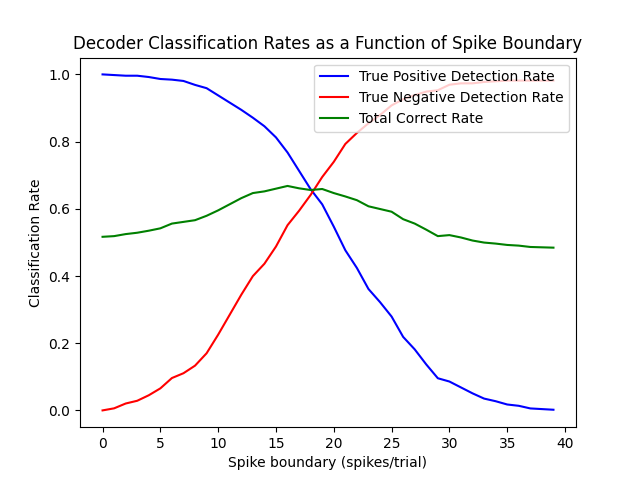 Decoder Classification Rates as a Function of Spike Boundary
True Positive Detection Rate
True Negative Detection Rate
Total Correct Rate
Classification Rate
1.0
0.8
0.6
0.4
0.2
0.0
0 5 10 15 20 25 30 35 40
Spike boundary (spikes/trial)